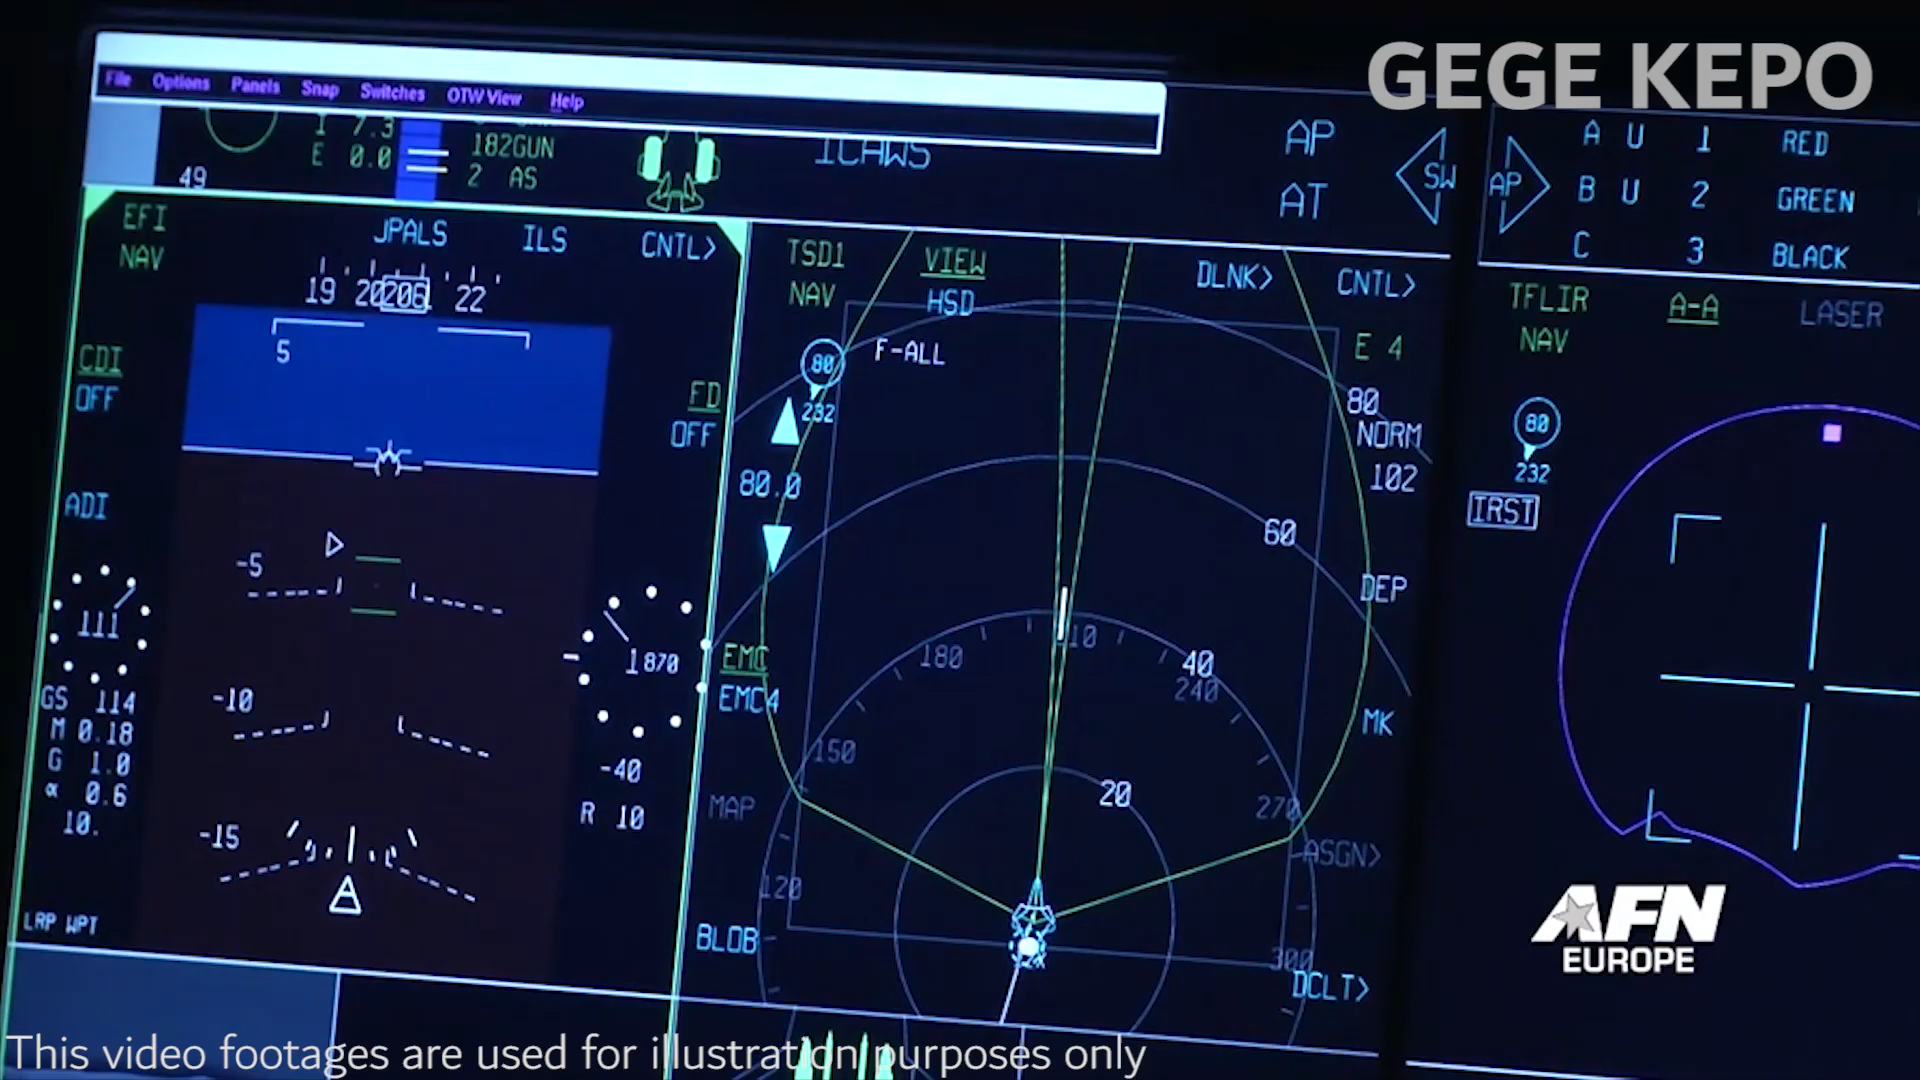 GEGE KEPO
File Options Panels Snap Switches OTW View Help
7.3
E 0.0
182GUN
2 AS
49
ICAWS
AP
AT
SW
AP
A U 1 RED
B U 2 GREEN
C 3 BLACK
EFI
NAV
JPALS
ILS
CNTL>
19 20 206 22
5
CDI
OFF
FD
OFF
ADI
-5
111
1870
GS 114
M 0.18
G 1.0
α 0.6
10.
-10
-40
R 10
-15
LRP WPT
TSD1
NAV
VIEW
HSD
DLNK>
CNTL>
80
232
F-ALL
E 4
80
NORM
102
80.0
60
DEP
EMC
EMC4
180
40
240
MK
150
20
270
MAP
ASGN>
120
BLOB
300
DCLT>
TFLIR
NAV
A-A
LASER
80
232
IRST
AFN
EUROPE
This video footages are used for illustration purposes only